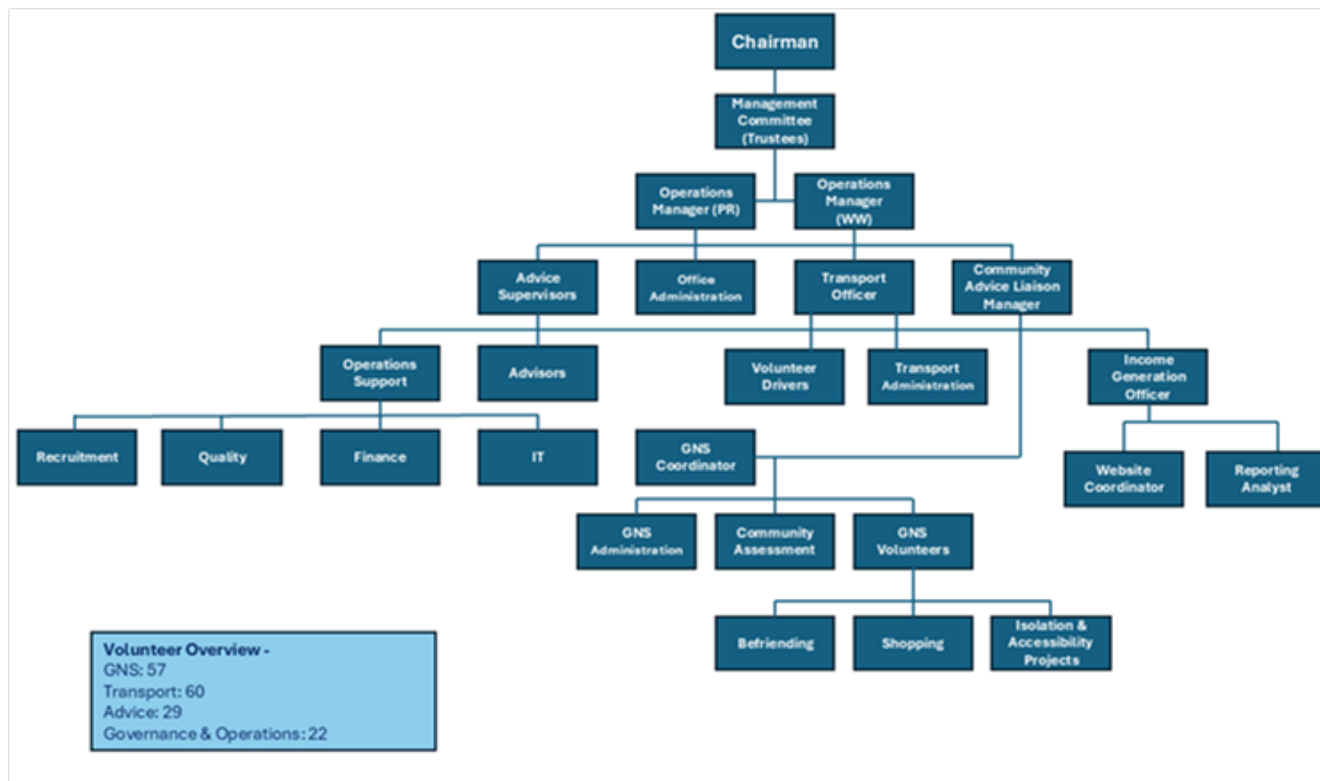 Chairman
Management
Committee
(Trustees)
Operations
Manager (PR)
Operations
Manager
(WW)
Advice
Supervisors
Office
Administration
Transport
Officer
Community
Advice Liaison
Manager
Operations
Support
Advisors
Volunteer
Drivers
Transport
Administration
Income
Generation
Officer
Recruitment
Quality
Finance
IT
GNS
Coordinator
Website
Coordinator
Reporting
Analyst
GNS
Administration
Community
Assessment
GNS
Volunteers
Befriending
Shopping
Isolation &
Accessibility
Projects
Volunteer Overview -
GNS: 57
Transport: 60
Advice: 29
Governance & Operations: 22